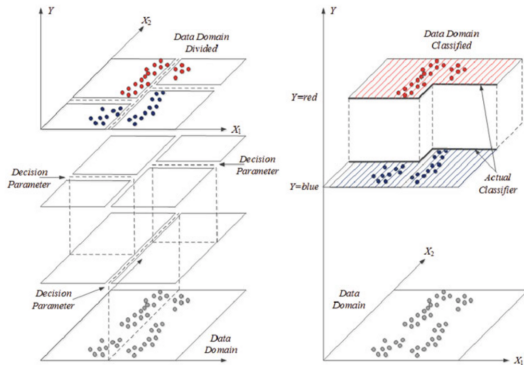 Y
X2
Data Domain
Divided
X1
Decision
Parameter
Decision
Parameter
Decision
Parameter
Data
Domain
Y
Data Domain
Classified
Y=red
Y=blue
Actual
Classifier
X2
Data
Domain
X1